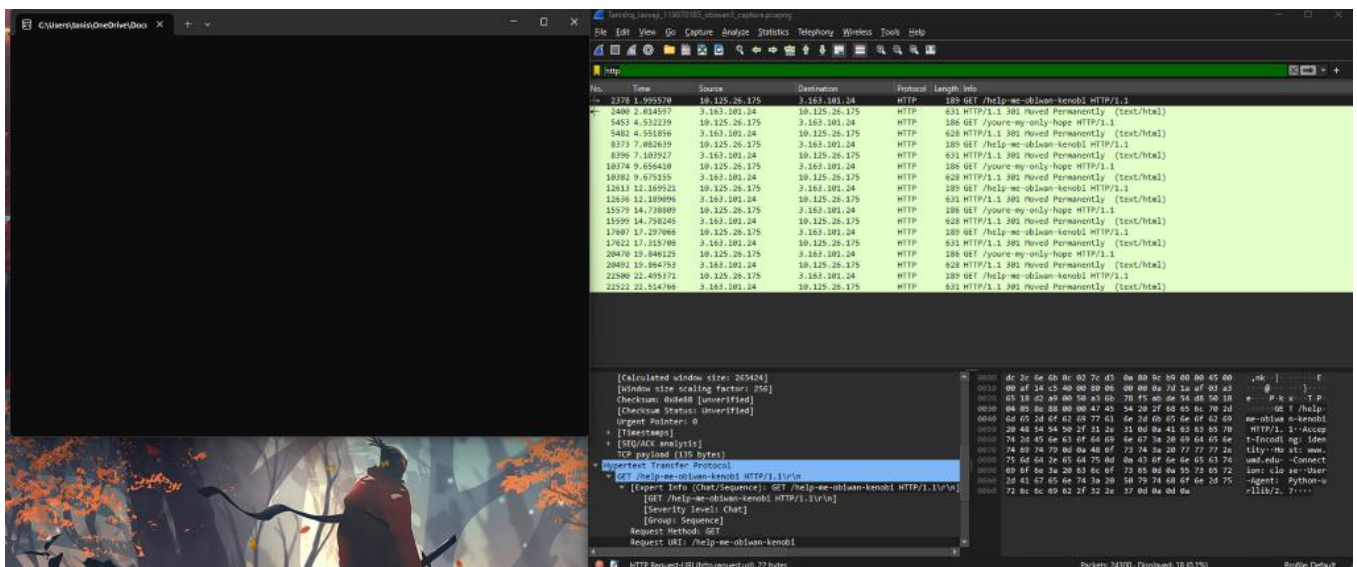 C:\Users\tanis\OneDrive\Docu
Tanishq_Javvaji_119070185_obiwan1_capture.pcapng
File Edit View Go Capture Analyze Statistics Telephony Wireless Tools Help
http
No. Time Source Destination Protocol Length Info
2378 1.995570 10.125.26.175 3.163.101.24 HTTP 189 GET /help-me-obiwan-kenobi HTTP/1.1
2400 2.014597 3.163.101.24 10.125.26.175 HTTP 631 HTTP/1.1 301 Moved Permanently (text/html)
5453 4.532239 10.125.26.175 3.163.101.24 HTTP 186 GET /youre-my-only-hope HTTP/1.1
5482 4.551856 3.163.101.24 10.125.26.175 HTTP 628 HTTP/1.1 301 Moved Permanently (text/html)
8373 7.082639 10.125.26.175 3.163.101.24 HTTP 189 GET /help-me-obiwan-kenobi HTTP/1.1
8396 7.103927 3.163.101.24 10.125.26.175 HTTP 631 HTTP/1.1 301 Moved Permanently (text/html)
10374 9.656410 10.125.26.175 3.163.101.24 HTTP 186 GET /youre-my-only-hope HTTP/1.1
10382 9.675155 3.163.101.24 10.125.26.175 HTTP 628 HTTP/1.1 301 Moved Permanently (text/html)
12613 12.169521 10.125.26.175 3.163.101.24 HTTP 189 GET /help-me-obiwan-kenobi HTTP/1.1
12636 12.189096 3.163.101.24 10.125.26.175 HTTP 631 HTTP/1.1 301 Moved Permanently (text/html)
15579 14.738809 10.125.26.175 3.163.101.24 HTTP 186 GET /youre-my-only-hope HTTP/1.1
15599 14.758245 3.163.101.24 10.125.26.175 HTTP 628 HTTP/1.1 301 Moved Permanently (text/html)
17607 17.297066 10.125.26.175 3.163.101.24 HTTP 189 GET /help-me-obiwan-kenobi HTTP/1.1
17622 17.315708 3.163.101.24 10.125.26.175 HTTP 631 HTTP/1.1 301 Moved Permanently (text/html)
20470 19.846125 10.125.26.175 3.163.101.24 HTTP 186 GET /youre-my-only-hope HTTP/1.1
20492 19.864753 3.163.101.24 10.125.26.175 HTTP 628 HTTP/1.1 301 Moved Permanently (text/html)
22500 22.495371 10.125.26.175 3.163.101.24 HTTP 189 GET /help-me-obiwan-kenobi HTTP/1.1
22522 22.514766 3.163.101.24 10.125.26.175 HTTP 631 HTTP/1.1 301 Moved Permanently (text/html)
[Calculated window size: 263424]
[Window size scaling factor: 256]
Checksum: 0x8e88 [unverified]
[Checksum Status: Unverified]
Urgent Pointer: 0
[Timestamps]
[SEQ/ACK analysis]
TCP payload (135 bytes)
Hypertext Transfer Protocol
GET /help-me-obiwan-kenobi HTTP/1.1\r\n
[Expert Info (Chat/Sequence): GET /help-me-obiwan-kenobi HTTP/1.1\r\n]
[GET /help-me-obiwan-kenobi HTTP/1.1\r\n]
[Severity level: Chat]
[Group: Sequence]
Request Method: GET
Request URI: /help-me-obiwan-kenobi
HTTP Request-URI (http.request.uri), 22 bytes
Packets: 24300 · Displayed: 18 (0.1%)
Profile: Default